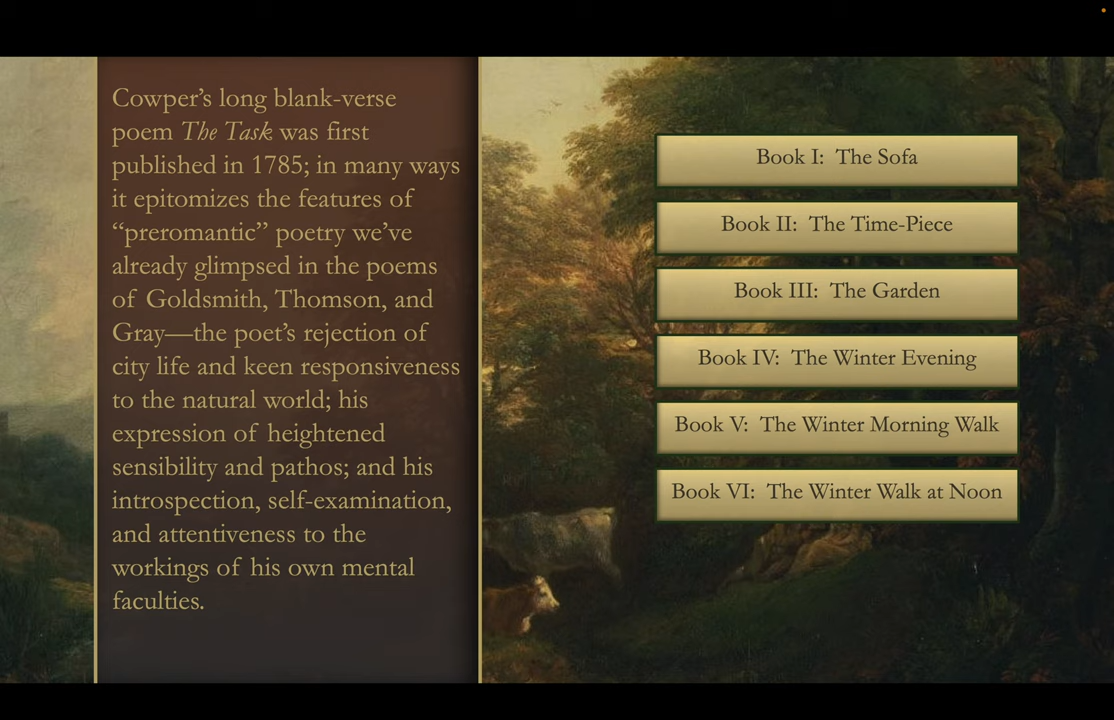 Cowper’s long blank-verse
poem The Task was first
published in 1785; in many ways
it epitomizes the features of
“preromantic” poetry we’ve
already glimpsed in the poems
of Goldsmith, Thomson, and
Gray—the poet’s rejection of
city life and keen responsiveness
to the natural world; his
expression of heightened
sensibility and pathos; and his
introspection, self-examination,
and attentiveness to the
workings of his own mental
faculties.
Book I: The Sofa
Book II: The Time-Piece
Book III: The Garden
Book IV: The Winter Evening
Book V: The Winter Morning Walk
Book VI: The Winter Walk at Noon